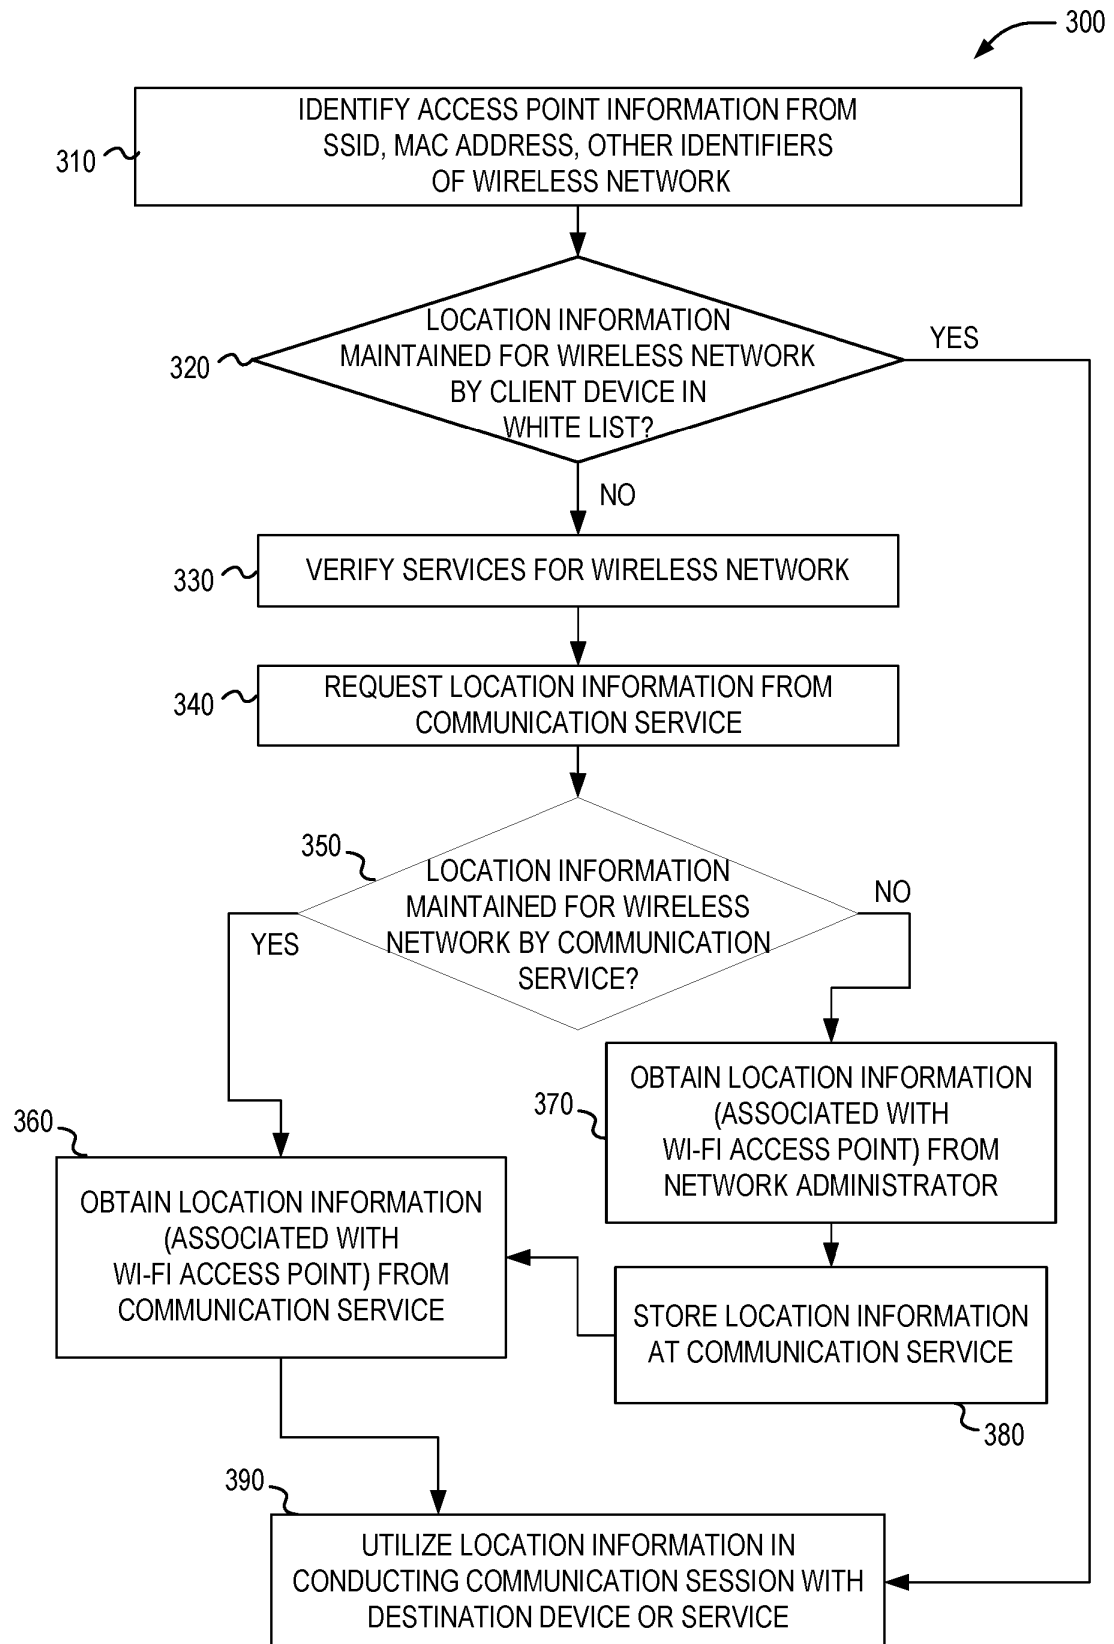 300
IDENTIFY ACCESS POINT INFORMATION FROM
SSID, MAC ADDRESS, OTHER IDENTIFIERS
OF WIRELESS NETWORK
310
LOCATION INFORMATION
MAINTAINED FOR WIRELESS NETWORK
BY CLIENT DEVICE IN
WHITE LIST?
320
YES
NO
330
VERIFY SERVICES FOR WIRELESS NETWORK
340
REQUEST LOCATION INFORMATION FROM
COMMUNICATION SERVICE
350
LOCATION INFORMATION
MAINTAINED FOR WIRELESS
NETWORK BY COMMUNICATION
SERVICE?
YES
NO
370
OBTAIN LOCATION INFORMATION
(ASSOCIATED WITH
WI-FI ACCESS POINT) FROM
NETWORK ADMINISTRATOR
360
OBTAIN LOCATION INFORMATION
(ASSOCIATED WITH
WI-FI ACCESS POINT) FROM
COMMUNICATION SERVICE
STORE LOCATION INFORMATION
AT COMMUNICATION SERVICE
380
390
UTILIZE LOCATION INFORMATION IN
CONDUCTING COMMUNICATION SESSION WITH
DESTINATION DEVICE OR SERVICE